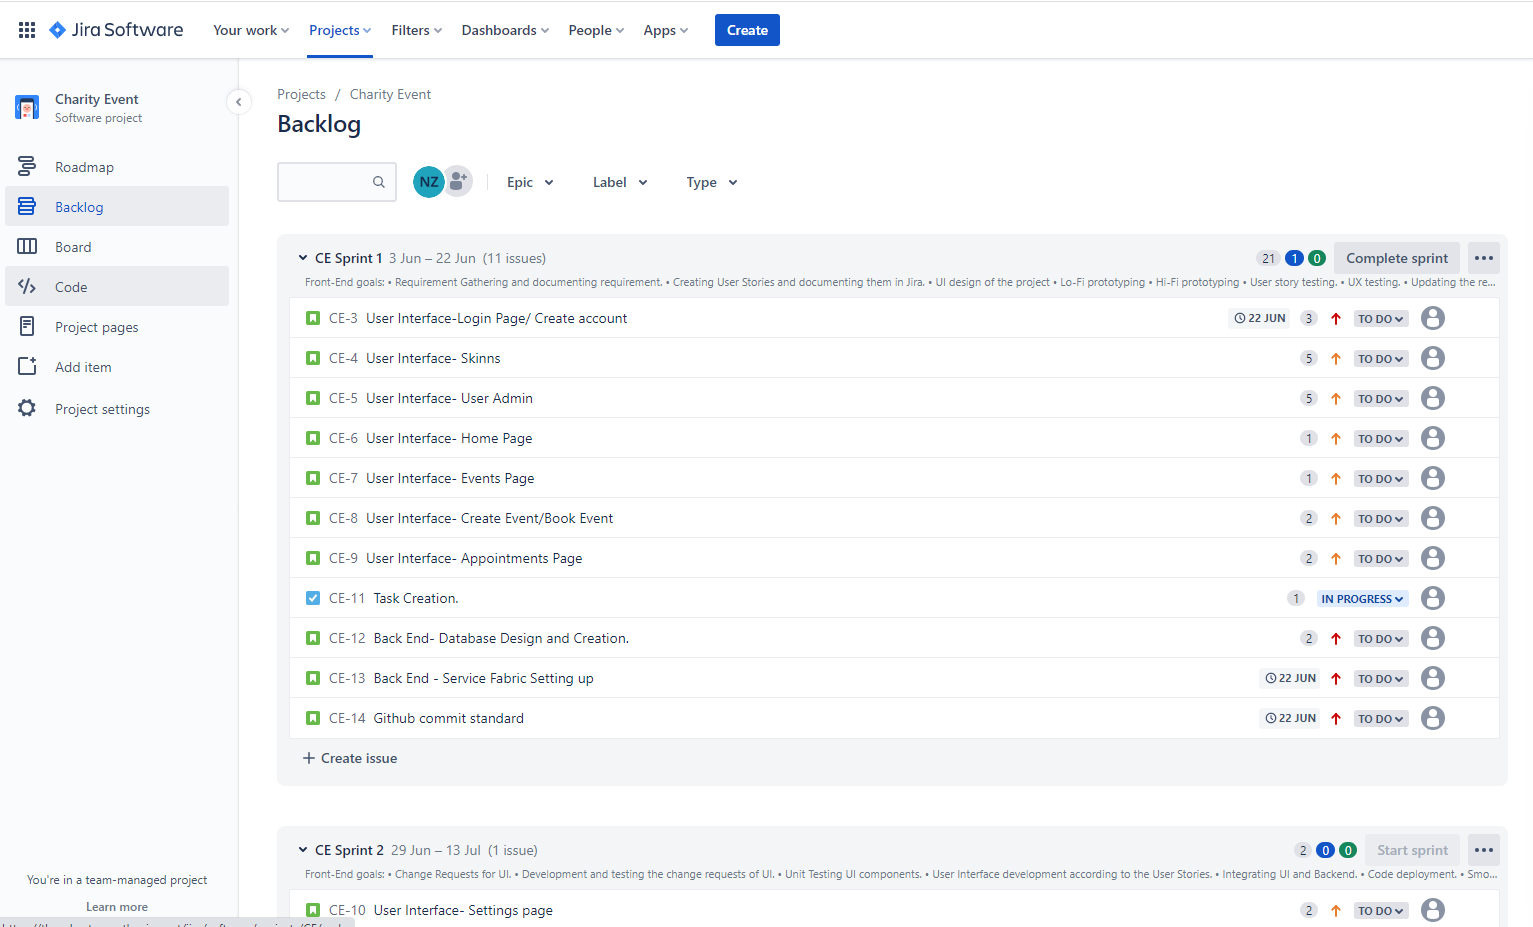 Jira Software Your work Projects Filters Dashboards People Apps Create
Charity Event
Software project
Roadmap
Backlog
Board
Code
Project pages
Add item
Project settings
You're in a team-managed project
Learn more
Projects / Charity Event
Backlog
NZ Epic Label Type
CE Sprint 1 3 Jun – 22 Jun (11 issues) 21 1 0 Complete sprint
Front-End goals: • Requirement Gathering and documenting requirement. • Creating User Stories and documenting them in Jira. • UI design of the project • Lo-Fi prototyping • Hi-Fi prototyping • User story testing. • UX testing. • Updating the re...
CE-3 User Interface-Login Page/ Create account 22 JUN 3 TO DO
CE-4 User Interface- Skinns 5 TO DO
CE-5 User Interface- User Admin 5 TO DO
CE-6 User Interface- Home Page 1 TO DO
CE-7 User Interface- Events Page 1 TO DO
CE-8 User Interface- Create Event/Book Event 2 TO DO
CE-9 User Interface- Appointments Page 2 TO DO
CE-11 Task Creation. 1 IN PROGRESS
CE-12 Back End- Database Design and Creation. 2 TO DO
CE-13 Back End - Service Fabric Setting up 22 JUN TO DO
CE-14 Github commit standard 22 JUN TO DO
+ Create issue
CE Sprint 2 29 Jun – 13 Jul (1 issue) 2 0 0 Start sprint
Front-End goals: • Change Requests for UI. • Development and testing the change requests of UI. • Unit Testing UI components. • User Interface development according to the User Stories. • Integrating UI and Backend. • Code deployment. • Smo...
CE-10 User Interface- Settings page 2 TO DO